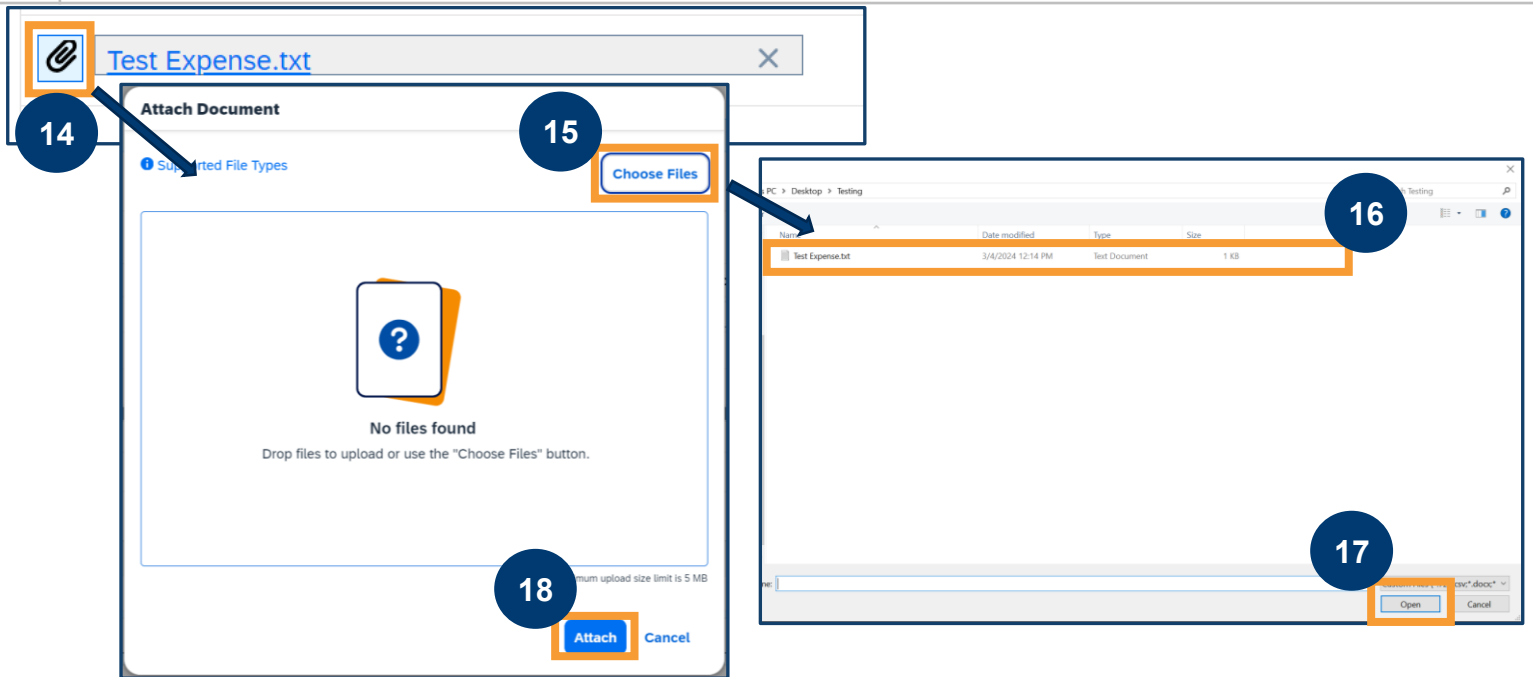 Test Expense.txt
14
Attach Document
15
Supported File Types
Choose Files
No files found
Drop files to upload or use the "Choose Files" button.
mum upload size limit is 5 MB
18
Attach Cancel
PC > Desktop > Testing
Testing
16
Name Date modified Type Size
Test Expense.txt 3/4/2024 12:14 PM Text Document 1 KB
17
csv;*.docx;*
Open Cancel